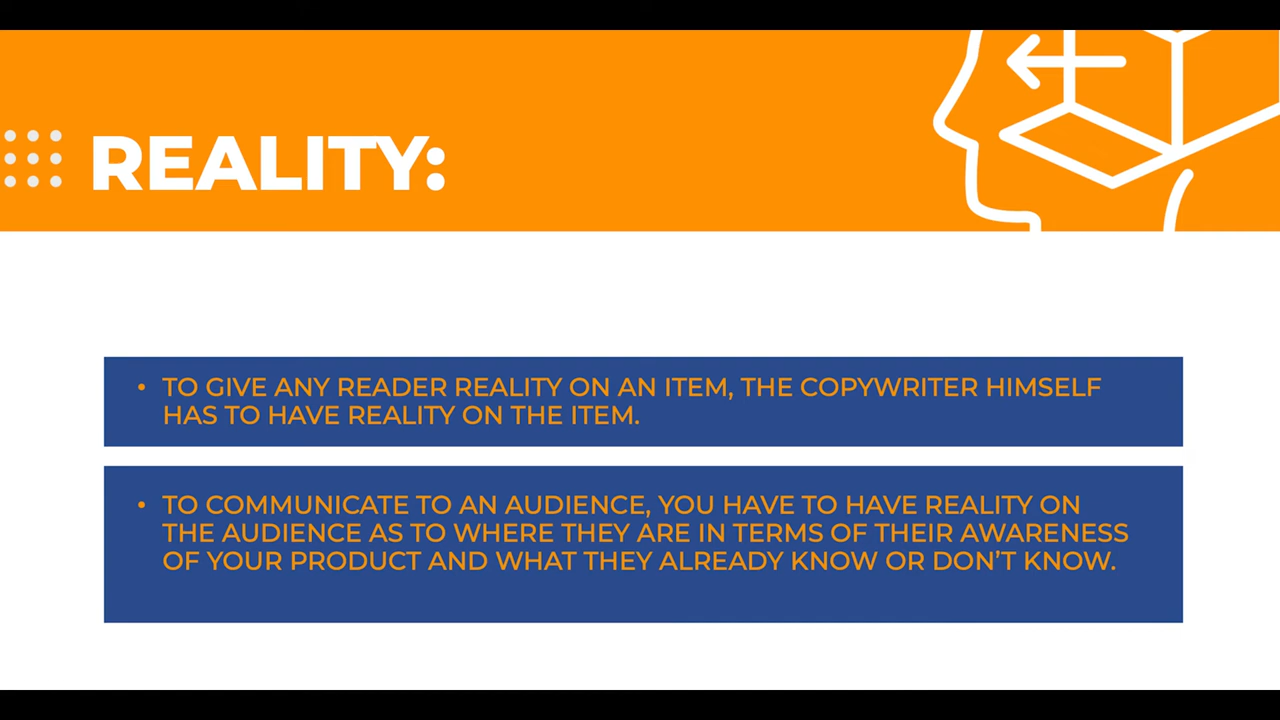 REALITY:
• TO GIVE ANY READER REALITY ON AN ITEM, THE COPYWRITER HIMSELF
HAS TO HAVE REALITY ON THE ITEM.
• TO COMMUNICATE TO AN AUDIENCE, YOU HAVE TO HAVE REALITY ON
THE AUDIENCE AS TO WHERE THEY ARE IN TERMS OF THEIR AWARENESS
OF YOUR PRODUCT AND WHAT THEY ALREADY KNOW OR DON’T KNOW.